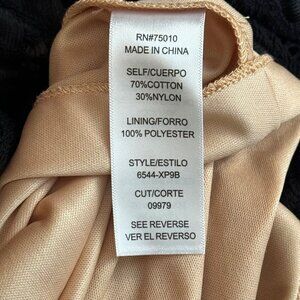 RN#75010
MADE IN CHINA
SELF/CUERPO
70%COTTON
30%NYLON
LINING/FORRO
100% POLYESTER
STYLE/ESTILO
6544-XP9B
CUT/CORTE
09979
SEE REVERSE
VER EL REVERSO